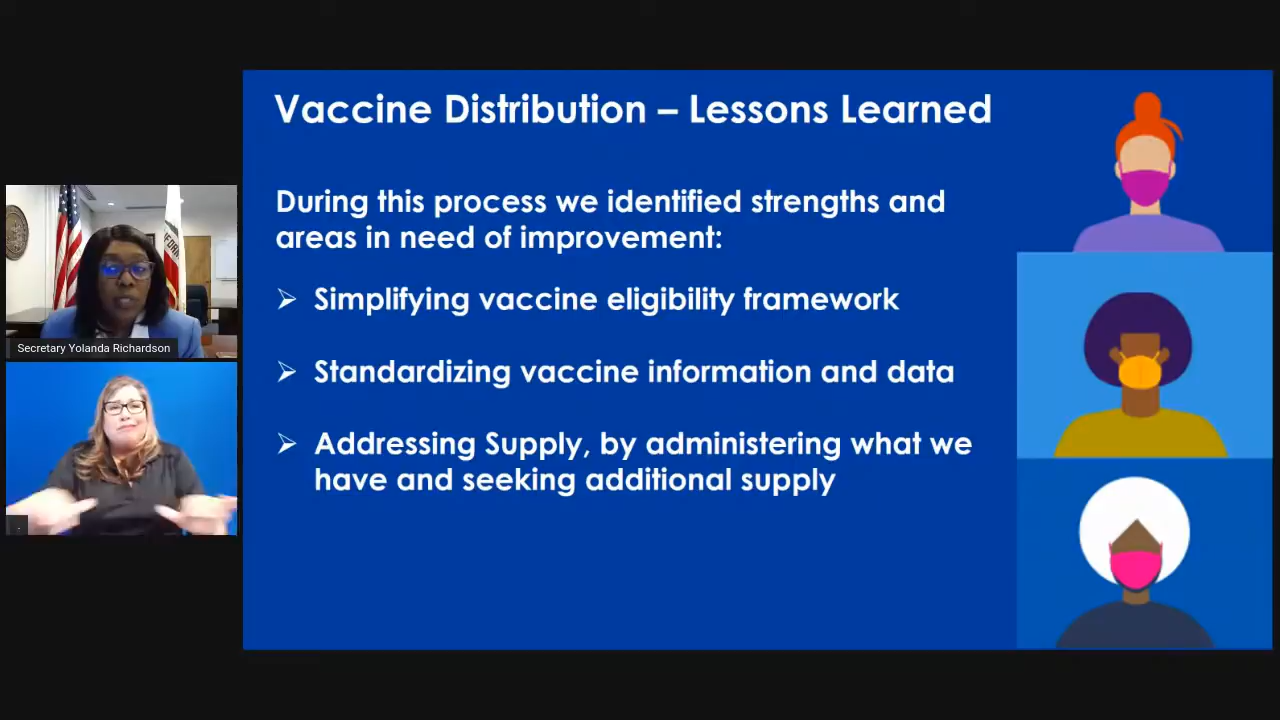 Vaccine Distribution – Lessons Learned
During this process we identified strengths and
areas in need of improvement:
➢ Simplifying vaccine eligibility framework
➢ Standardizing vaccine information and data
➢ Addressing Supply, by administering what we
have and seeking additional supply
Secretary Yolanda Richardson